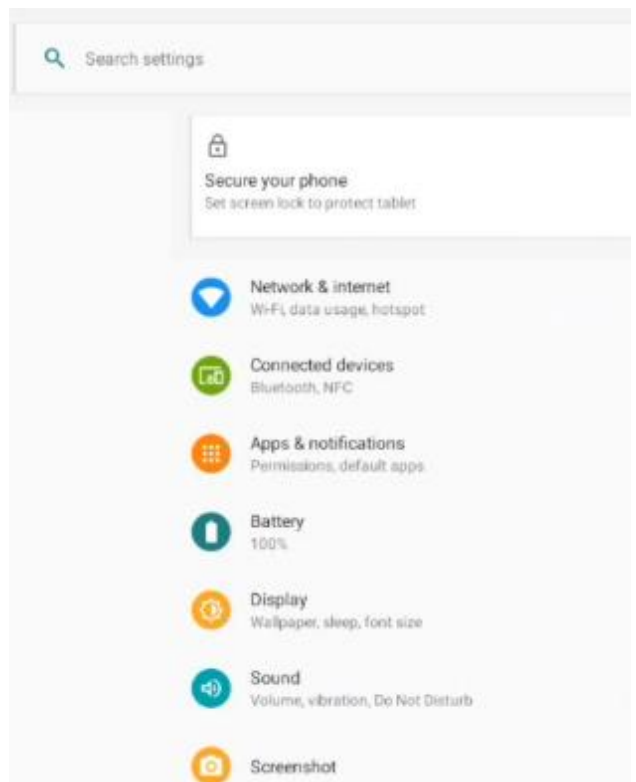 Search settings
Secure your phone
Set screen lock to protect tablet
Network & internet
Wi-Fi, data usage, hotspot
Connected devices
Bluetooth, NFC
Apps & notifications
Permissions, default apps
Battery
100%
Display
Wallpaper, sleep, font size
Sound
Volume, vibration, Do Not Disturb
Screenshot